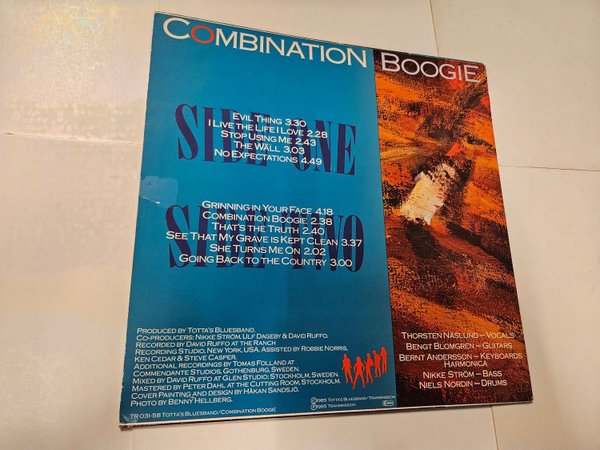 COMBINATION BOOGIE
SIDE ONE
EVIL THING 3.30
I LIVE THE LIFE I LOVE 2.28
STOP USING ME 2.43
THE WALL 3.03
NO EXPECTATIONS 4.49
SIDE TWO
GRINNING IN YOUR FACE 4.18
COMBINATION BOOGIE 2.38
THAT'S THE TRUTH 2.40
SEE THAT MY GRAVE IS KEPT CLEAN 3.37
SHE TURNS ME ON 2.02
GOING BACK TO THE COUNTRY 3.00
PRODUCED BY TOTTA'S BLUESBAND.
CO-PRODUCERS: NIKKE STRÖM, ULF DAGEBY & DAVID RUFFO.
RECORDED BY DAVID RUFFO AT THE RANCH
RECORDING STUDIO, NEW YORK, USA. ASSISTED BY ROBBIE NORRIS,
KEN CEDAR & STEVE CASPER.
ADDITIONAL RECORDINGS BY TOMAS FOLLAND AT
COMMENDANTE STUDIOS, GOTHENBURG, SWEDEN.
MIXED BY DAVID RUFFO AT GLEN STUDIO, STOCKHOLM, SWEDEN.
MASTERED BY PETER DAHL AT THE CUTTING ROOM, STOCKHOLM.
COVER PAINTING AND DESIGN BY HÅKAN SANDSJÖ.
PHOTO BY BENNY HELLBERG.
TR 031-58 TOTTA'S BLUESBAND/COMBINATION BOOGIE
Ⓒ1985 TOTTA'S BLUESBAND/TRANSMISSION
Ⓟ1985 TRANSMISSION
THORSTEN NÄSLUND – VOCALS
BENGT BLOMGREN – GUITARS
BERNT ANDERSSON – KEYBOARDS
HARMONICA
NIKKE STRÖM – BASS
NIELS NORDIN – DRUMS